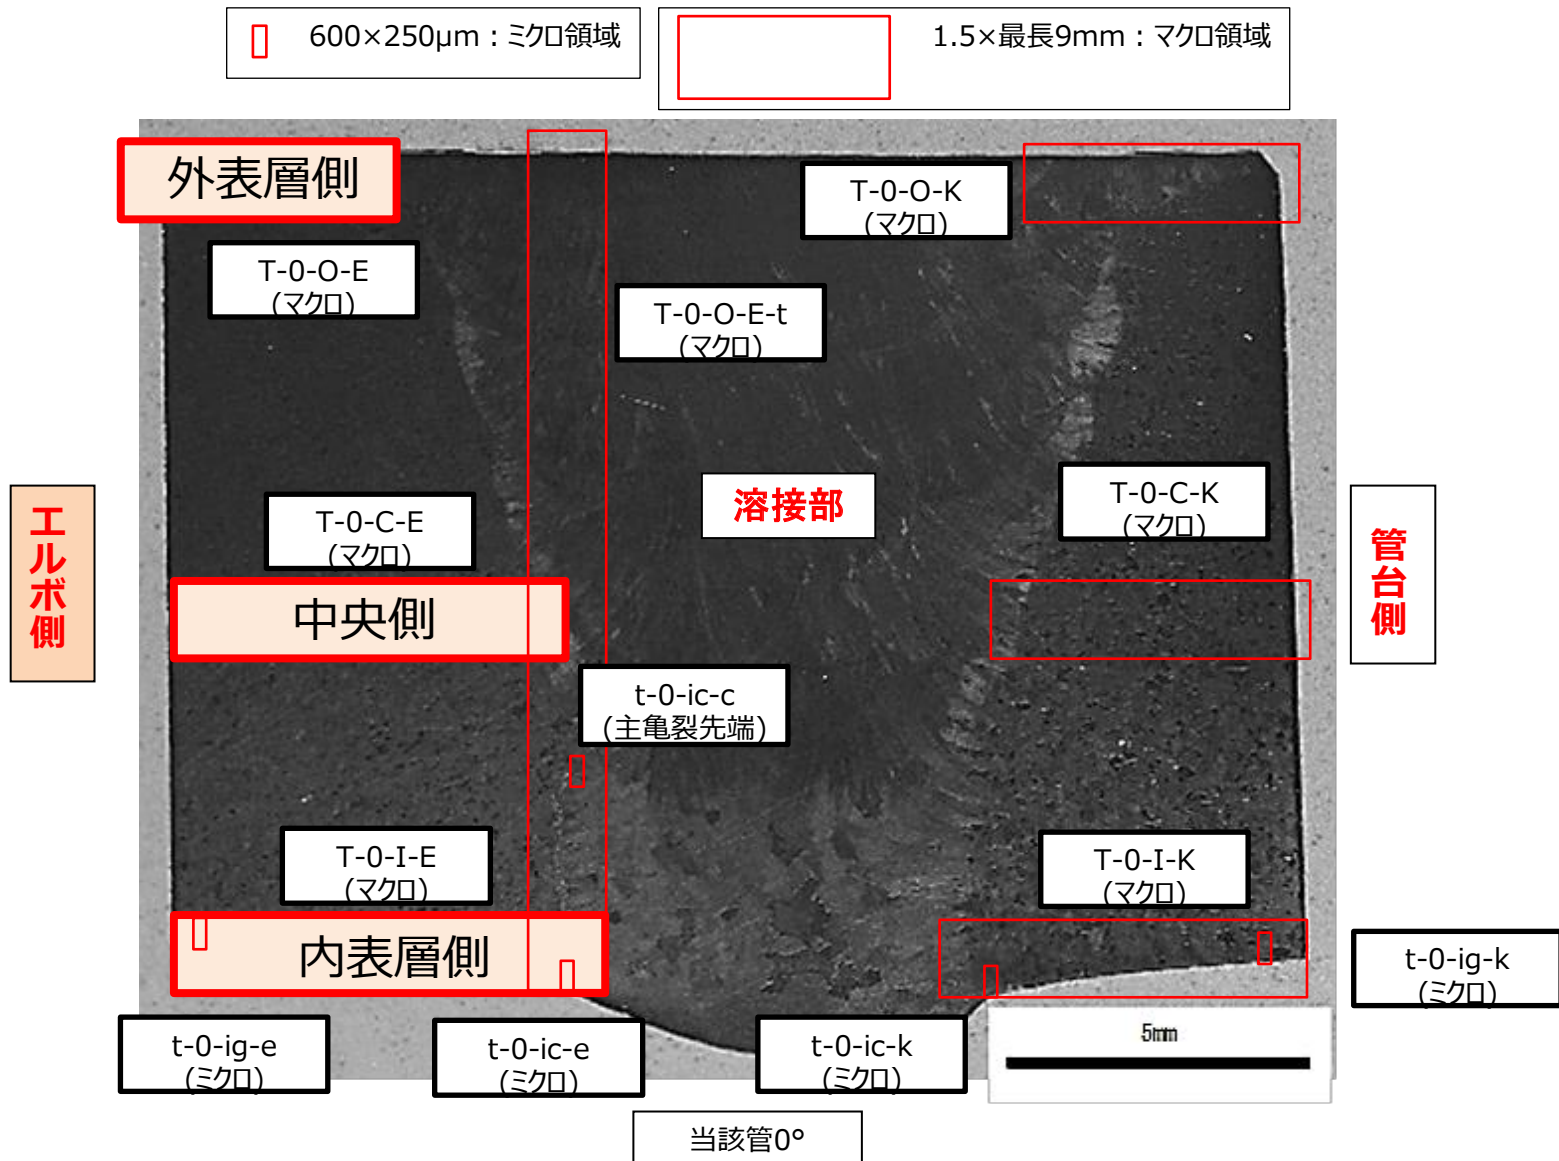 600×250μm：ミクロ領域
1.5×最長9mm：マクロ領域
外表層側
T-0-O-K
(マクロ)
T-0-O-E
(マクロ)
T-0-O-E-t
(マクロ)
溶接部
T-0-C-E
(マクロ)
T-0-C-K
(マクロ)
エルボ側
管台側
中央側
t-0-ic-c
(主亀裂先端)
T-0-I-E
(マクロ)
T-0-I-K
(マクロ)
内表層側
t-0-ig-k
(ミクロ)
t-0-ig-e
(ミクロ)
t-0-ic-e
(ミクロ)
t-0-ic-k
(ミクロ)
5mm
当該管0°